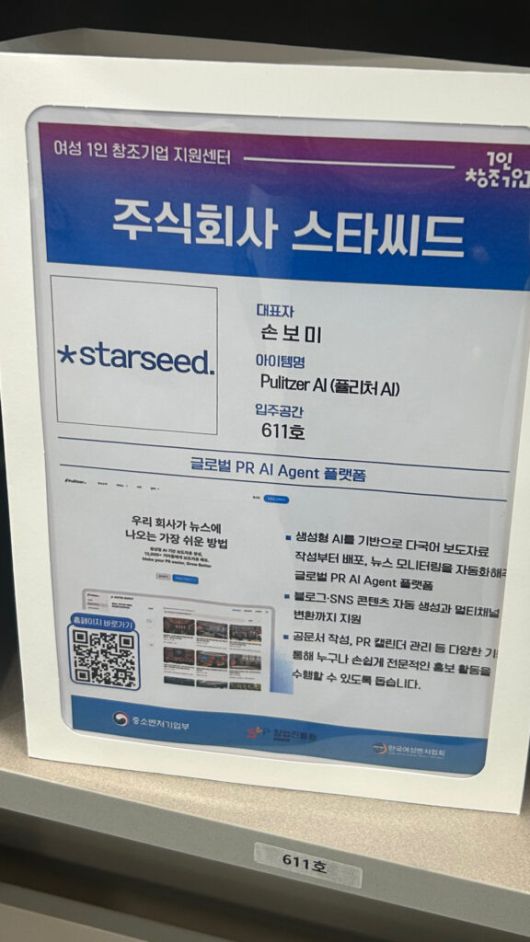 여성 1인 창조기업 지원센터
1인
창조기업
주식회사 스타씨드
*starseed.
대표자
손보미
아이템명
Pulitzer AI (퓰리처 AI)
입주공간
611호
글로벌 PR AI Agent 플랫폼
우리 회사가 뉴스에
나오는 가장 쉬운 방법
홈페이지 바로가기
생성형 AI를 기반으로 다국어 보도자료
작성부터 배포, 뉴스 모니터링을 자동화해
글로벌 PR AI Agent 플랫폼
블로그·SNS 콘텐츠 자동 생성과 멀티채널
변환까지 지원
공문서 작성, PR 캘린더 관리 등 다양한
통해 누구나 손쉽게 전문적인 홍보 활동을
수행할 수 있도록 돕습니다.
중소벤처기업부
창업진흥원
한국여성벤처협회
611호